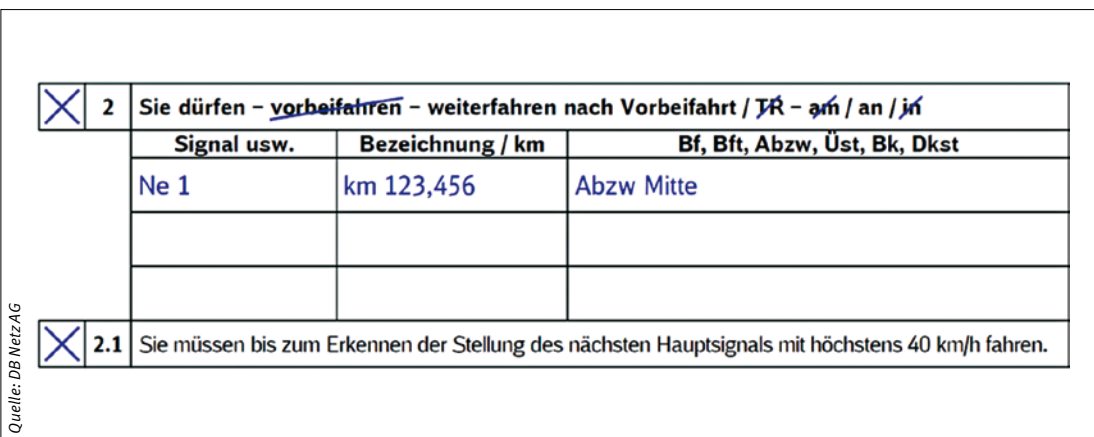 2 Sie dürfen – vorbeifahren – weiterfahren nach Vorbeifahrt / TR – am / an / in
Signal usw. Bezeichnung / km Bf, Bft, Abzw, Üst, Bk, Dkst
Ne 1 km 123,456 Abzw Mitte
2.1 Sie müssen bis zum Erkennen der Stellung des nächsten Hauptsignals mit höchstens 40 km/h fahren.
Quelle: DB Netz AG